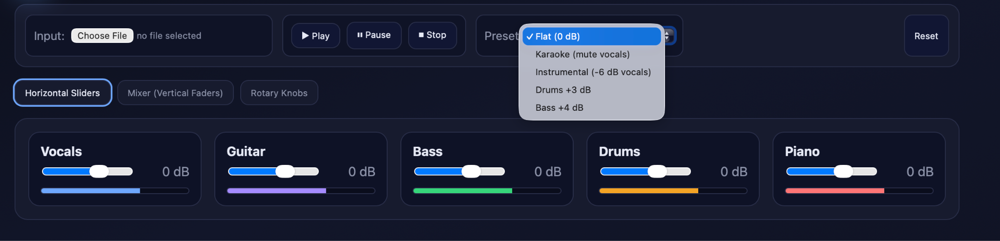 Input: Choose File no file selected
▶ Play
⏸ Pause
■ Stop
Preset
✓ Flat (0 dB)
Karaoke (mute vocals)
Instrumental (-6 dB vocals)
Drums +3 dB
Bass +4 dB
Reset
Horizontal Sliders
Mixer (Vertical Faders)
Rotary Knobs
Vocals
0 dB
Guitar
0 dB
Bass
0 dB
Drums
0 dB
Piano
0 dB